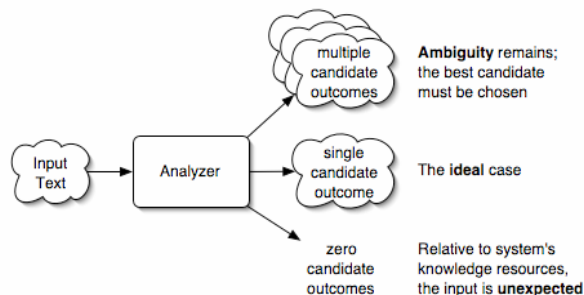 multiple
candidate
outcomes
Ambiguity remains;
the best candidate
must be chosen
Input
Text
Analyzer
single
candidate
outcome
The ideal case
zero
candidate
outcomes
Relative to system's
knowledge resources,
the input is unexpected